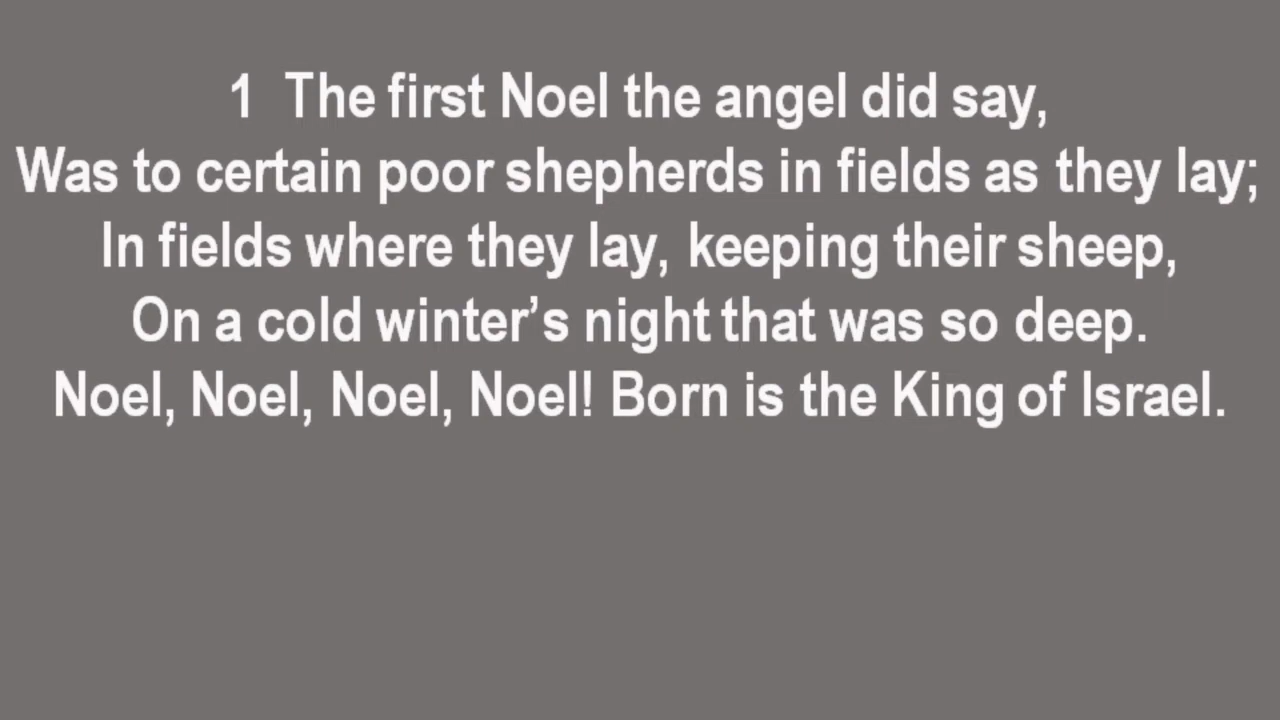 1 The first Noel the angel did say,
Was to certain poor shepherds in fields as they lay;
In fields where they lay, keeping their sheep,
On a cold winter’s night that was so deep.
Noel, Noel, Noel, Noel! Born is the King of Israel.